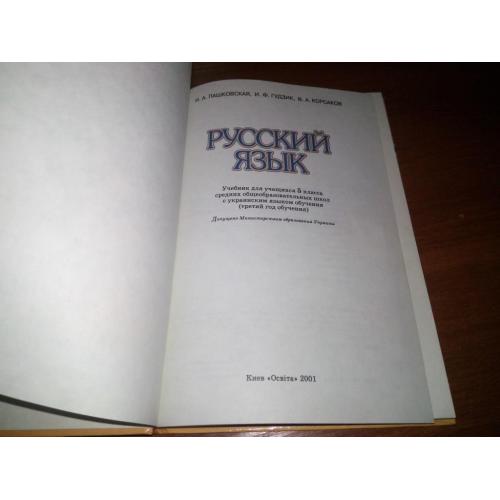 Н. А. ПАШКОВСКАЯ, И. Ф. ГУДЗИК, В. А. КОРСАКОВ
РУССКИЙ
ЯЗЫК
Учебник для учащихся 5 класса
средних общеобразовательных школ
с украинским языком обучения
(третий год обучения)
Допущено Министерством образования Украины
Киев «Освіта» 2001